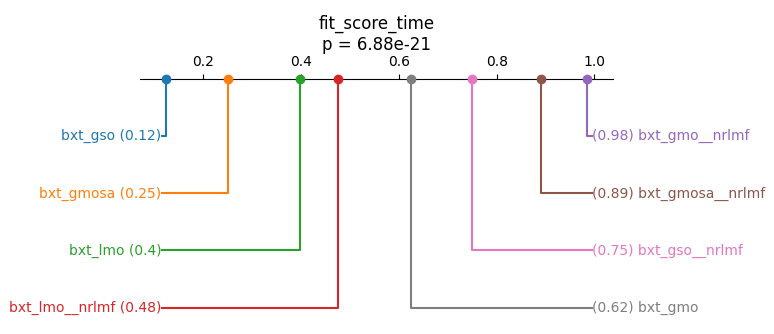 fit_score_time
p = 6.88e-21
0.2 0.4 0.6 0.8 1.0
bxt_gso (0.12) (0.98) bxt_gmo__nrlmf
bxt_gmosa (0.25) (0.89) bxt_gmosa__nrlmf
bxt_lmo (0.4) (0.75) bxt_gso__nrlmf
bxt_lmo__nrlmf (0.48) (0.62) bxt_gmo